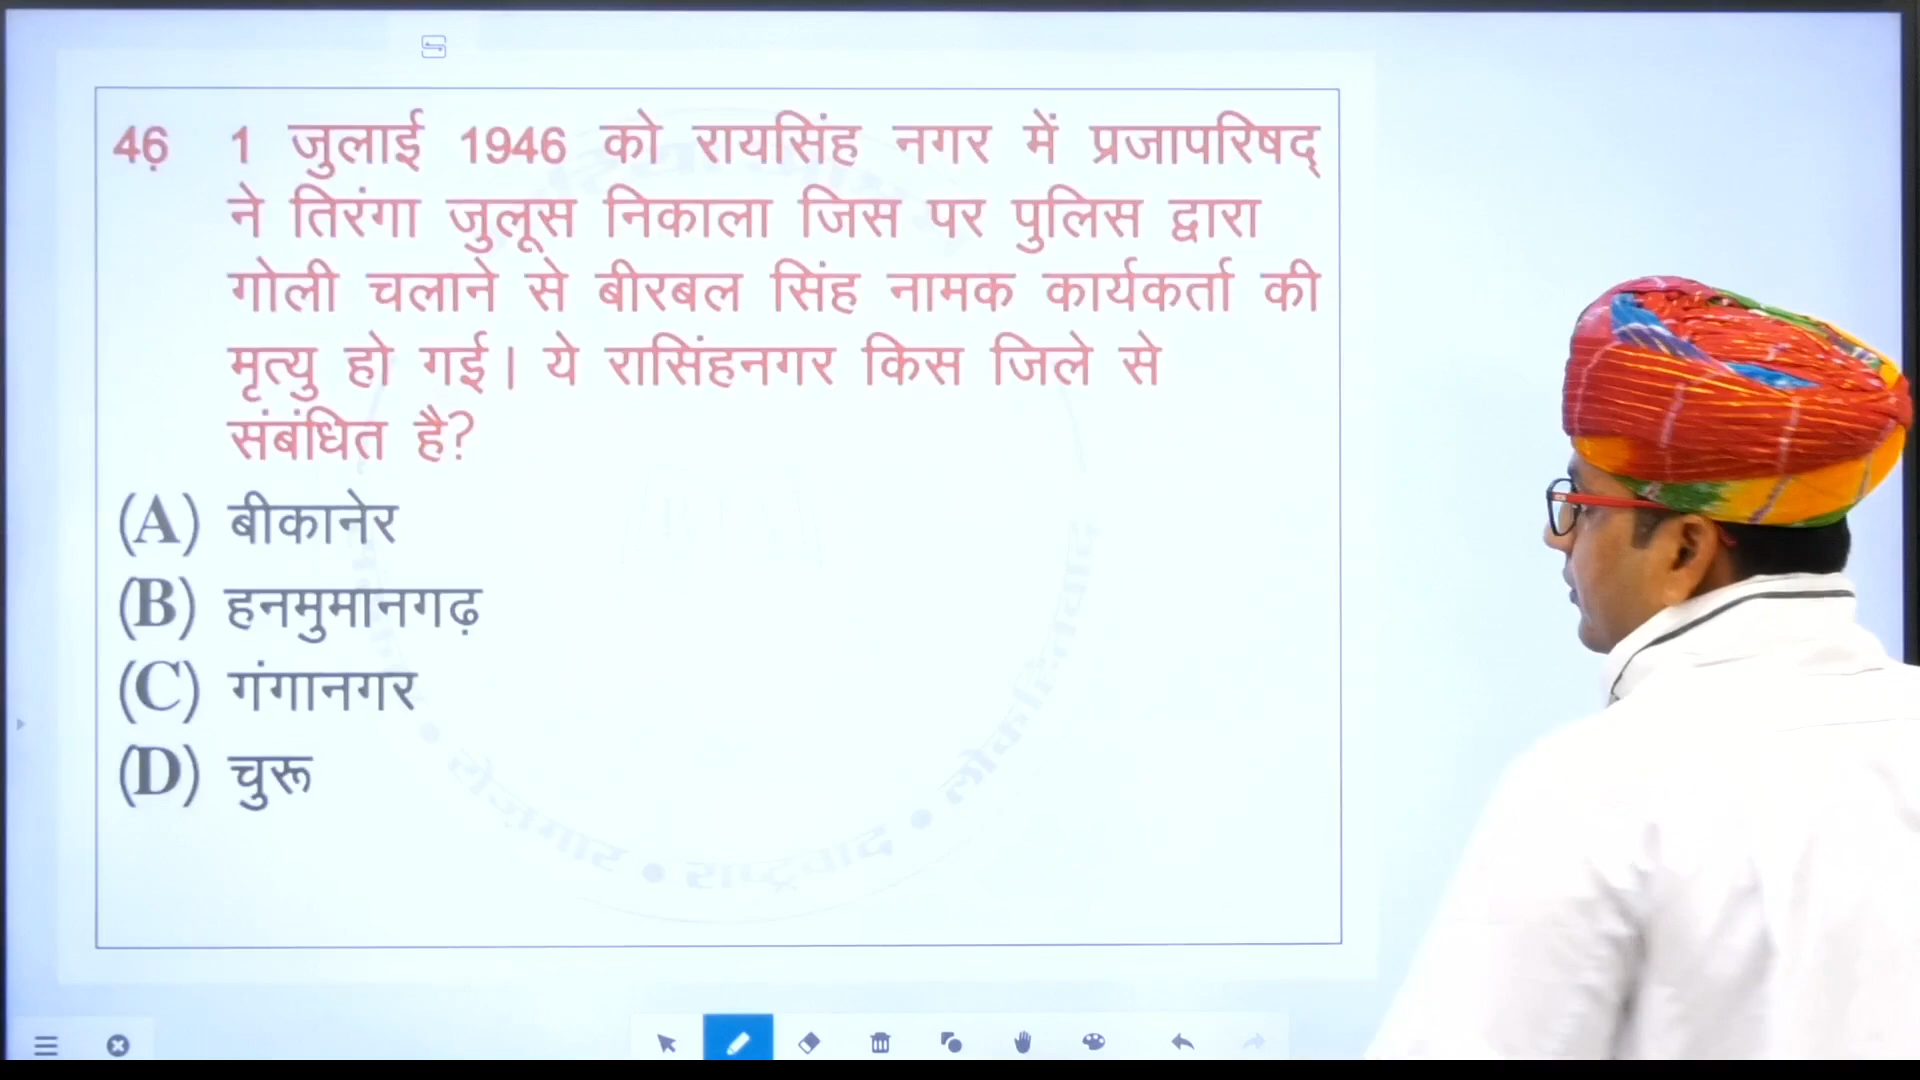 46़ 1 जुलाई 1946 को रायसिंह नगर में प्रजापरिषद्
ने तिरंगा जुलूस निकाला जिस पर पुलिस द्वारा
गोली चलाने से बीरबल सिंह नामक कार्यकर्ता की
मृत्यु हो गई। ये रासिंहनगर किस जिले से
संबंधित है?
(A) बीकानेर
(B) हनमुमानगढ़
(C) गंगानगर
(D) चुरू